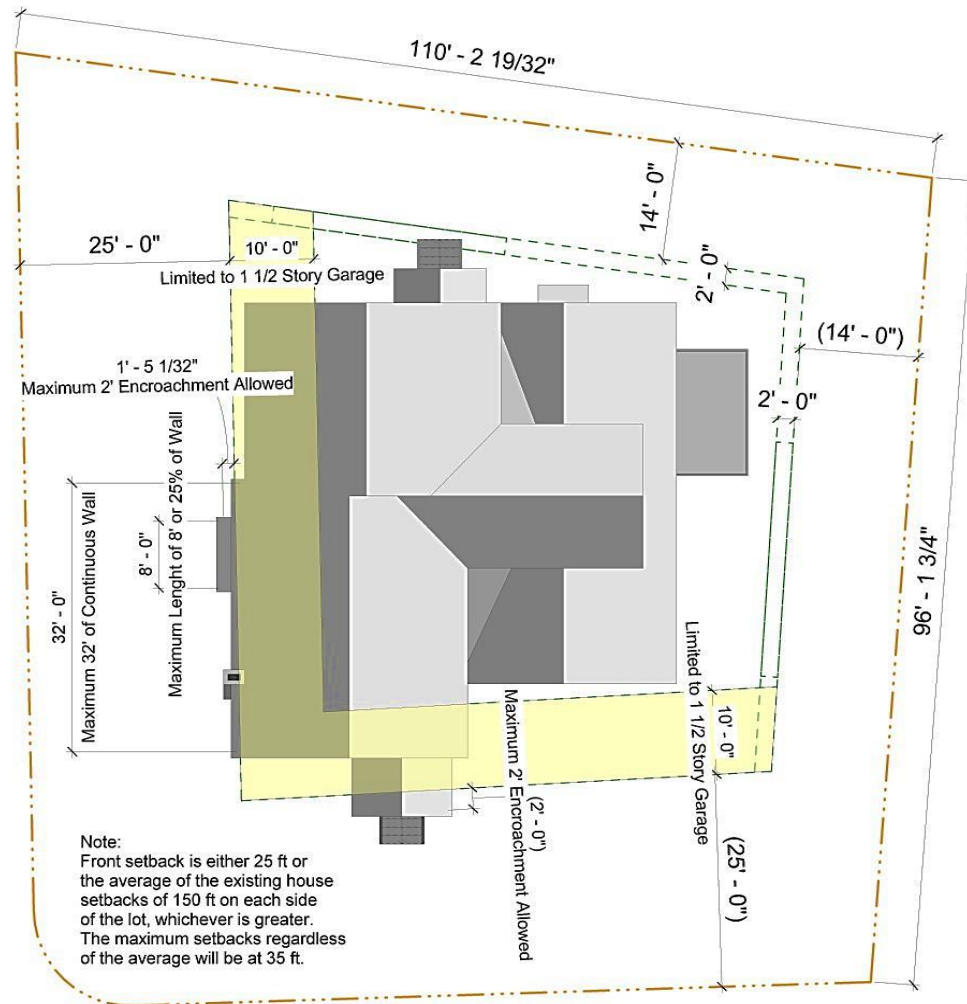 110' - 2 19/32"
14' - 0"
25' - 0"
10' - 0"
Limited to 1 1/2 Story Garage
2' - 0"
(14' - 0")
1' - 5 1/32"
Maximum 2' Encroachment Allowed
2' - 0"
32' - 0"
Maximum 32' of Continuous Wall
8' - 0"
Maximum Lenght of 8' or 25% of Wall
96' - 1 3/4"
Limited to 1 1/2 Story Garage
10' - 0"
Maximum 2' Encroachment Allowed
(2' - 0")
(25' - 0")
Note:
Front setback is either 25 ft or
the average of the existing house
setbacks of 150 ft on each side
of the lot, whichever is greater.
The maximum setbacks regardless
of the average will be at 35 ft.